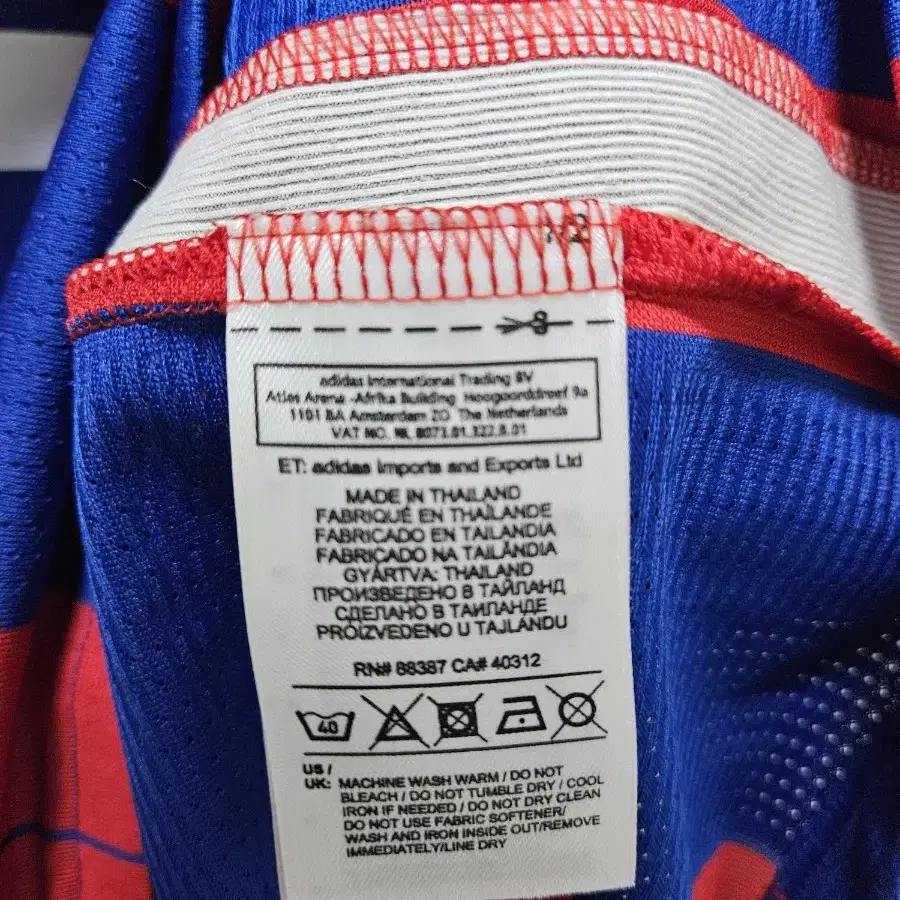 adidas International Trading BV
Atlas Arena -Afrika Building Hoogoorddreef 9a
1101 BA Amsterdam ZO The Netherlands
VAT NO. NL 8073.01.322.B.01
ET: adidas Imports and Exports Ltd
MADE IN THAILAND
FABRIQUÉ EN THAÏLANDE
FABRICADO EN TAILANDIA
FABRICADO NA TAILÂNDIA
GYÁRTVA: THAILAND
ПРОИЗВЕДЕНО В ТАЙЛАНД
СДЕЛАНО В ТАИЛАНДЕ
PROIZVEDENO U TAJLANDU
RN# 88387 CA# 40312
40
US /
UK: MACHINE WASH WARM / DO NOT
BLEACH / DO NOT TUMBLE DRY / COOL
IRON IF NEEDED / DO NOT DRY CLEAN
DO NOT USE FABRIC SOFTENER/
WASH AND IRON INSIDE OUT/REMOVE
IMMEDIATELY/LINE DRY